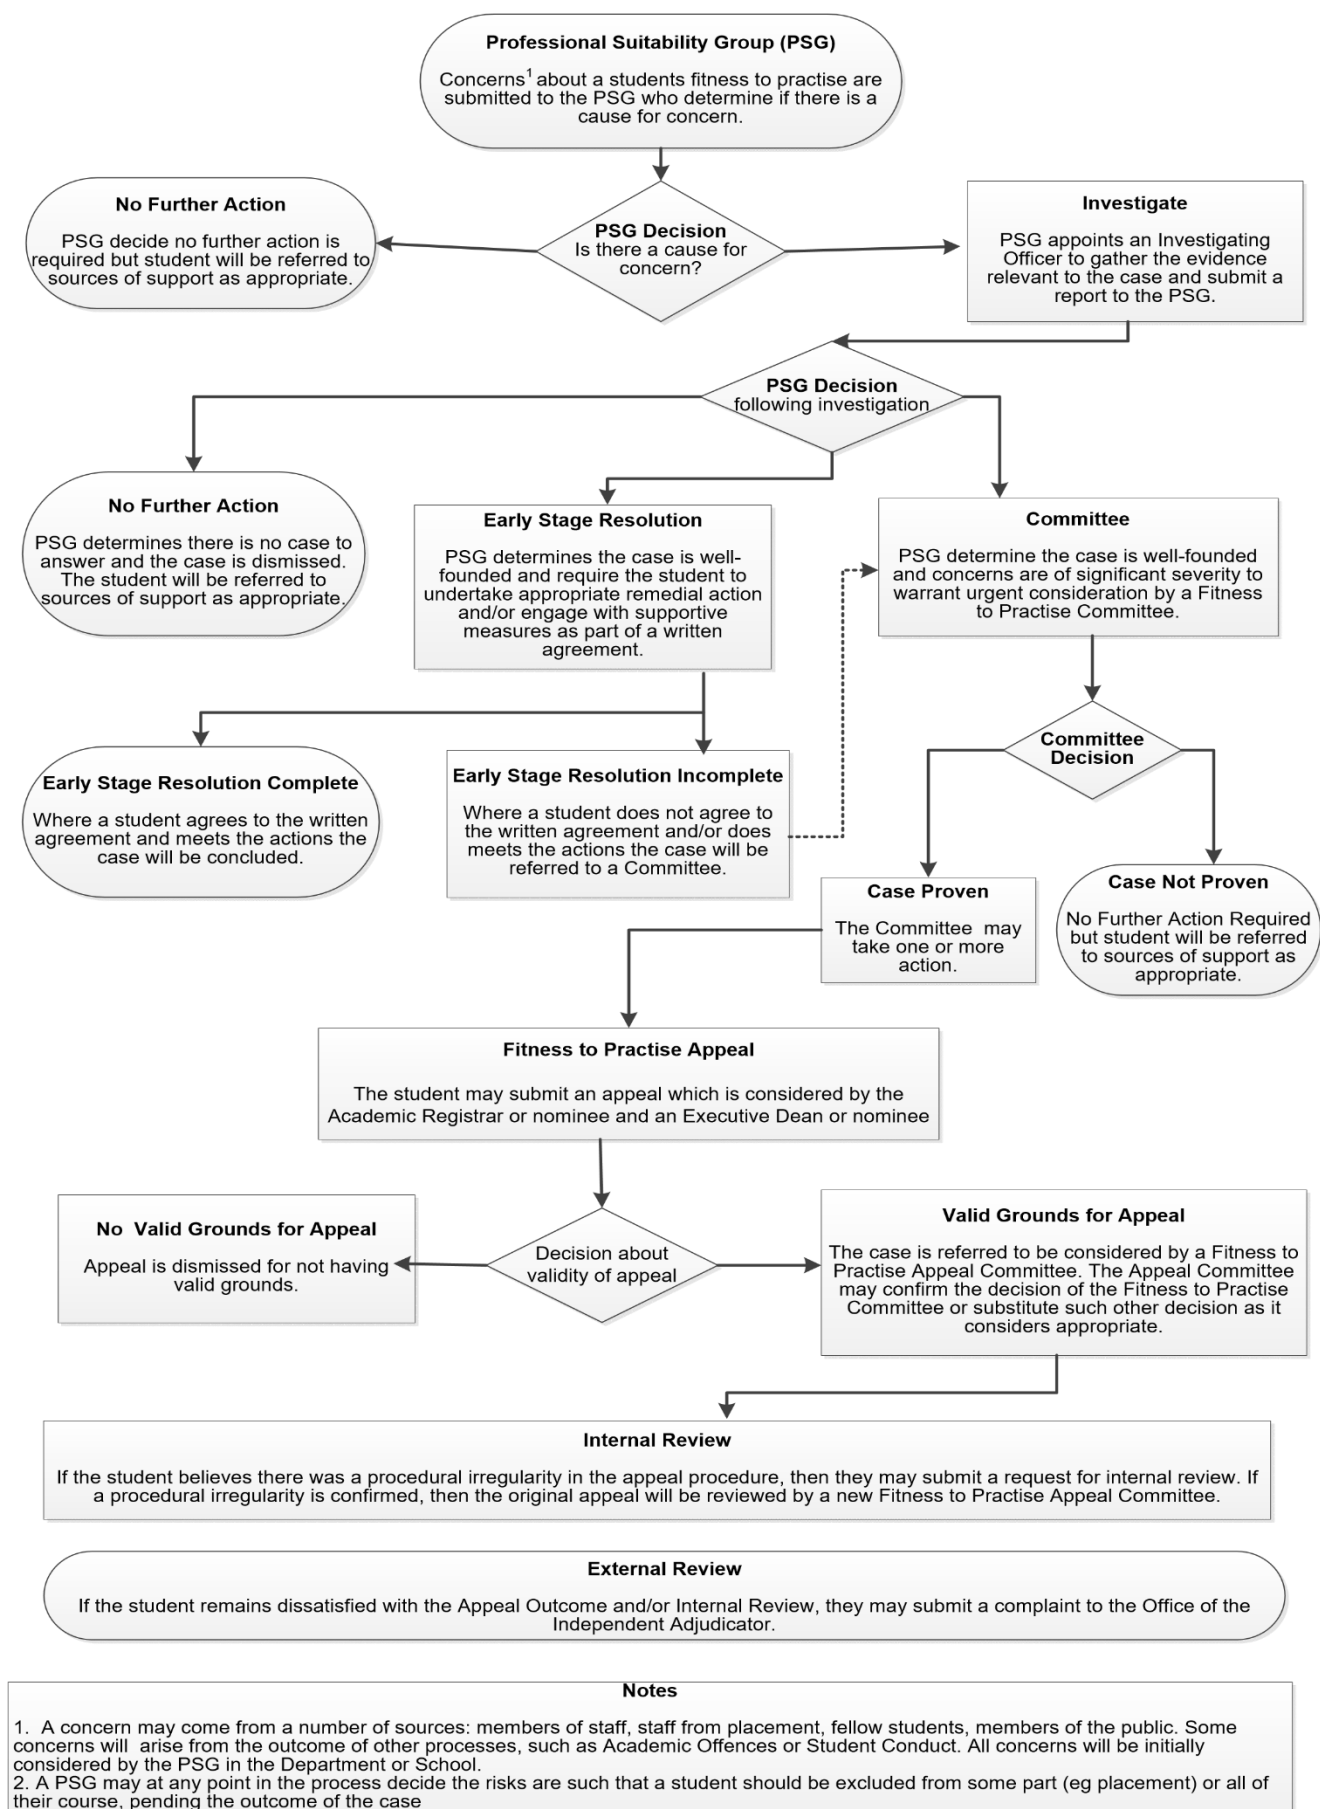 Professional Suitability Group (PSG)
Concerns1 about a students fitness to practise are
submitted to the PSG who determine if there is a
cause for concern.
No Further Action
PSG decide no further action is
required but student will be referred to
sources of support as appropriate.
PSG Decision
Is there a cause for
concern?
Investigate
PSG appoints an Investigating
Officer to gather the evidence
relevant to the case and submit a
report to the PSG.
PSG Decision
following investigation
No Further Action
PSG determines there is no case to
answer and the case is dismissed.
The student will be referred to
sources of support as appropriate.
Early Stage Resolution
PSG determines the case is well-
founded and require the student to
undertake appropriate remedial action
and/or engage with supportive
measures as part of a written
agreement.
Committee
PSG determine the case is well-founded
and concerns are of significant severity to
warrant urgent consideration by a Fitness
to Practise Committee.
Committee
Decision
Early Stage Resolution Complete
Where a student agrees to the written
agreement and meets the actions the
case will be concluded.
Early Stage Resolution Incomplete
Where a student does not agree to
the written agreement and/or does
meets the actions the case will be
referred to a Committee.
Case Proven
The Committee may
take one or more
action.
Case Not Proven
No Further Action Required
but student will be referred
to sources of support as
appropriate.
Fitness to Practise Appeal
The student may submit an appeal which is considered by the
Academic Registrar or nominee and an Executive Dean or nominee
No Valid Grounds for Appeal
Appeal is dismissed for not having
valid grounds.
Decision about
validity of appeal
Valid Grounds for Appeal
The case is referred to be considered by a Fitness to
Practise Appeal Committee. The Appeal Committee
may confirm the decision of the Fitness to Practise
Committee or substitute such other decision as it
considers appropriate.
Internal Review
If the student believes there was a procedural irregularity in the appeal procedure, then they may submit a request for internal review. If
a procedural irregularity is confirmed, then the original appeal will be reviewed by a new Fitness to Practise Appeal Committee.
External Review
If the student remains dissatisfied with the Appeal Outcome and/or Internal Review, they may submit a complaint to the Office of the
Independent Adjudicator.
Notes
1. A concern may come from a number of sources: members of staff, staff from placement, fellow students, members of the public. Some
concerns will arise from the outcome of other processes, such as Academic Offences or Student Conduct. All concerns will be initially
considered by the PSG in the Department or School.
2. A PSG may at any point in the process decide the risks are such that a student should be excluded from some part (eg placement) or all of
their course, pending the outcome of the case